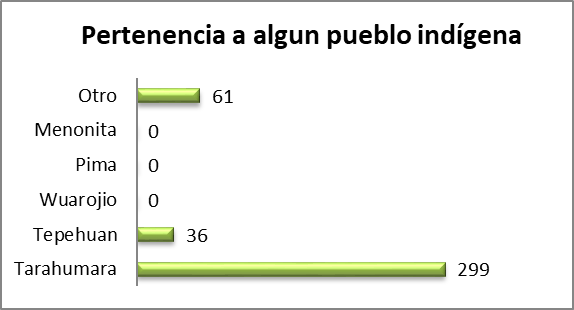 Pertenencia a algun pueblo indígena
Otro 61
Menonita 0
Pima 0
Wuarojio 0
Tepehuan 36
Tarahumara 299